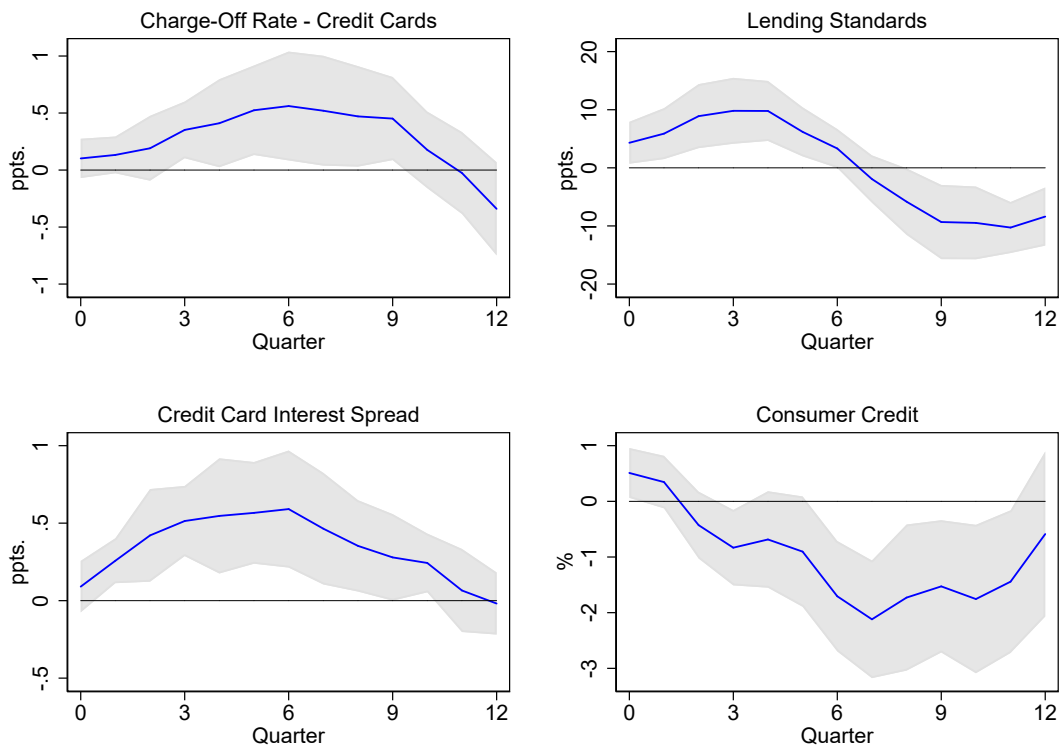 Charge-Off Rate - Credit Cards
ppts.
1
.5
0
-.5
-1
0 3 6 9 12
Quarter
Lending Standards
ppts.
20
10
0
-10
-20
0 3 6 9 12
Quarter
Credit Card Interest Spread
ppts.
1
.5
0
-.5
0 3 6 9 12
Quarter
Consumer Credit
%
1
0
-1
-2
-3
0 3 6 9 12
Quarter